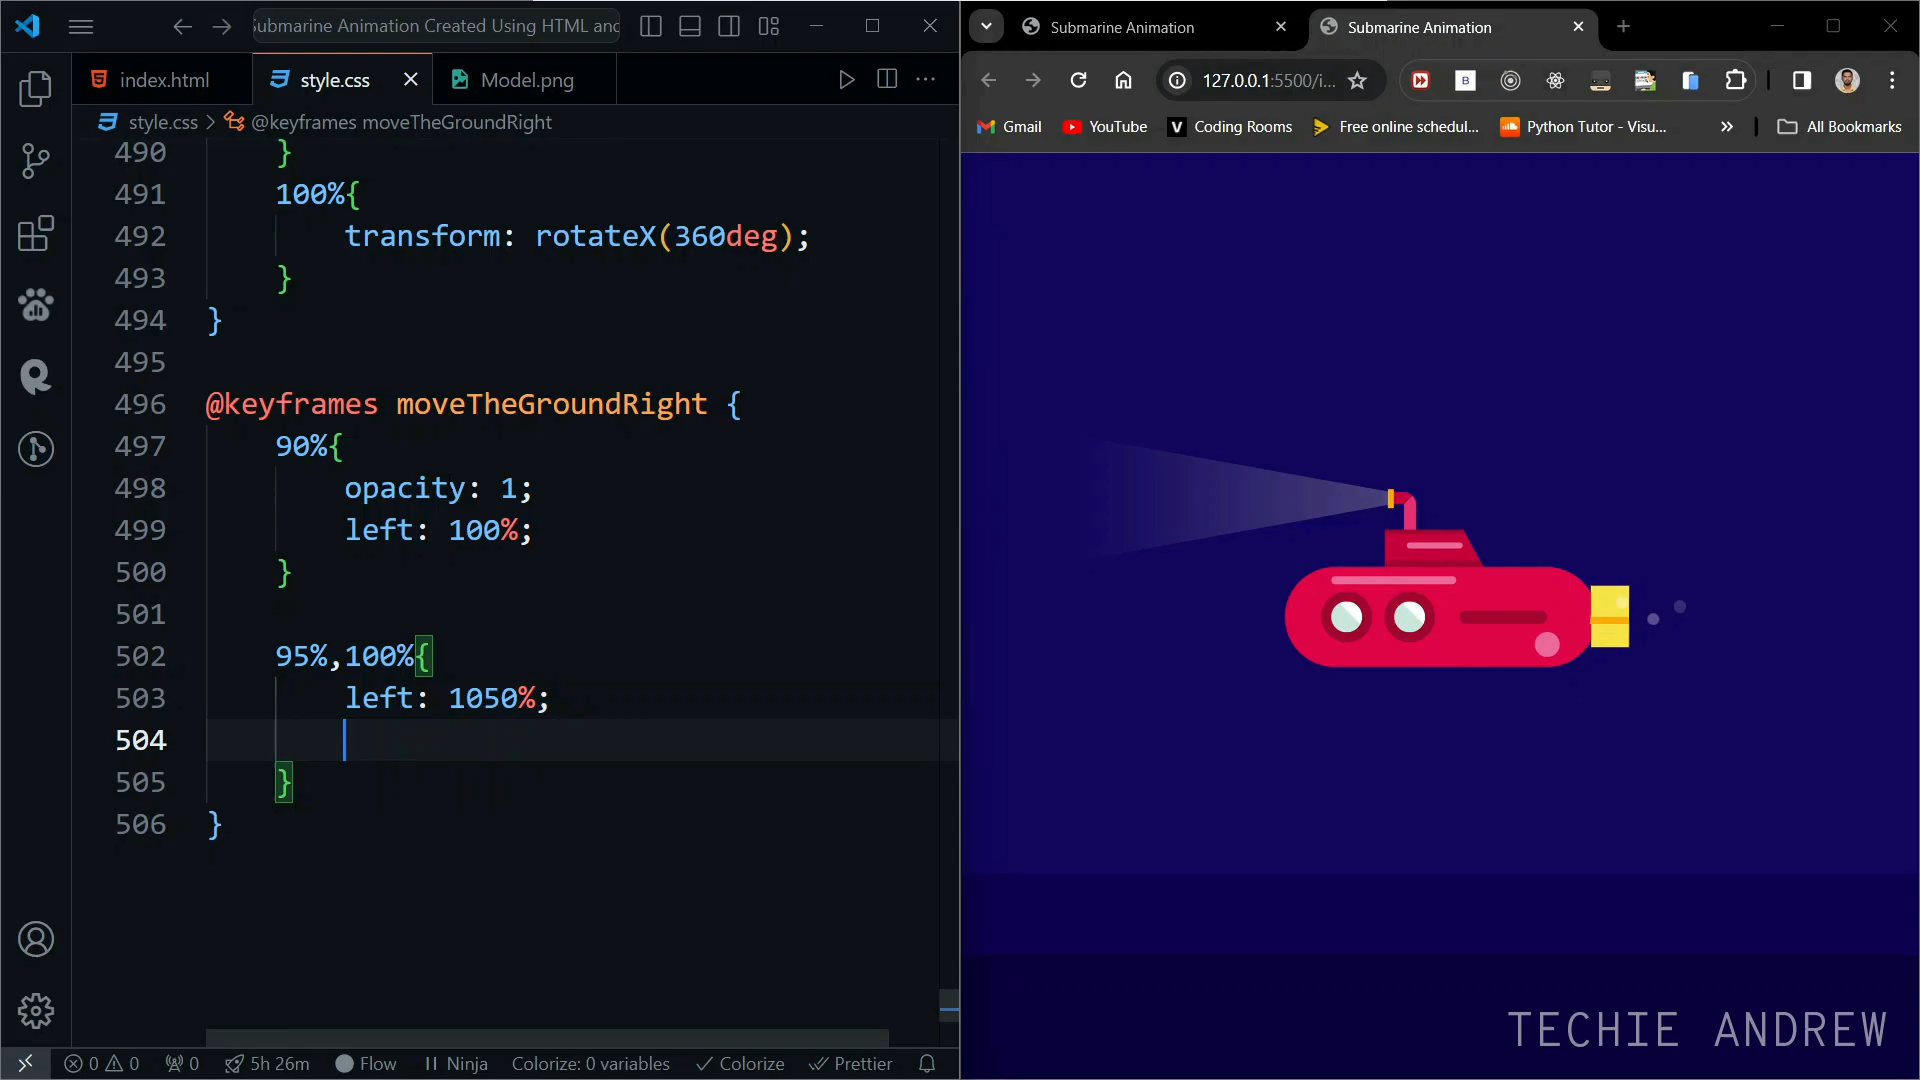 Submarine Animation Created Using HTML and
index.html
style.css
Model.png
style.css > @keyframes moveTheGroundRight
490 }
491 100%{
492 transform: rotateX(360deg);
493 }
494 }
495
496 @keyframes moveTheGroundRight {
497 90%{
498 opacity: 1;
499 left: 100%;
500 }
501
502 95%,100%{
503 left: 1050%;
504
505 }
506 }
0 0 0 5h 26m Flow Ninja Colorize: 0 variables Colorize Prettier
Submarine Animation
Submarine Animation
127.0.0.1:5500/i...
B
Gmail
YouTube
V Coding Rooms
Free online schedul...
Python Tutor - Visu...
All Bookmarks
TECHIE ANDREW